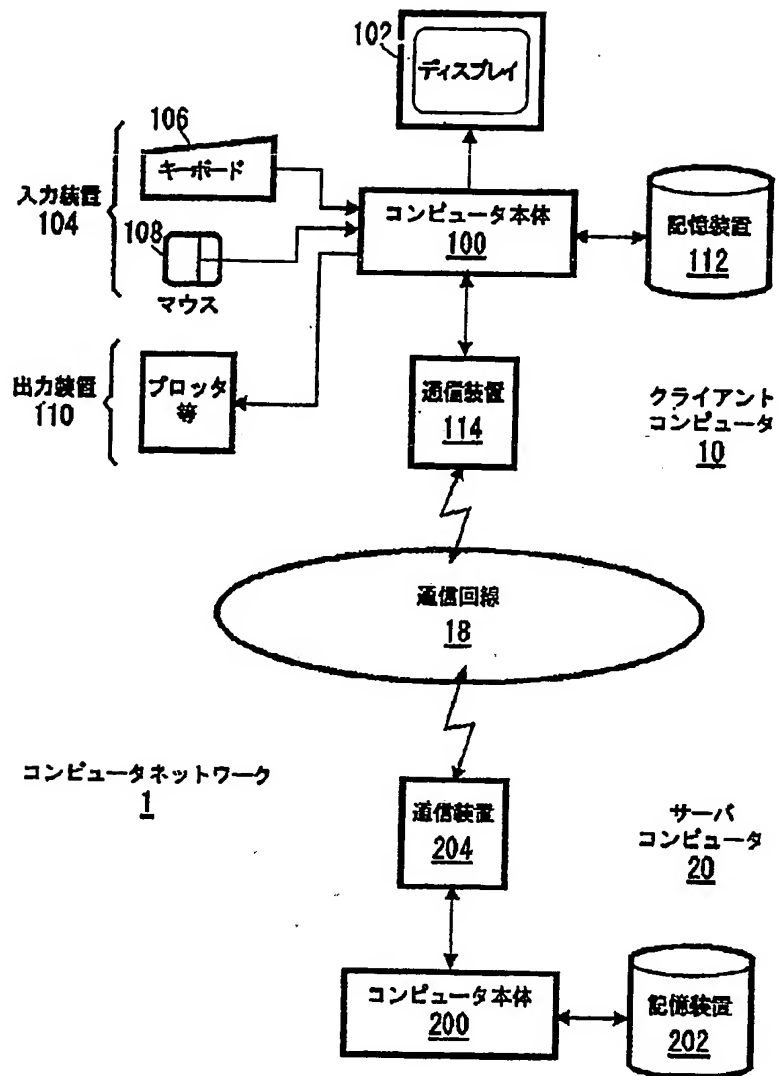 102
ディスプレイ
106
キーボード
入力装置
104
108
マウス
コンピュータ本体
100
記憶装置
112
出力装置
110
プロッタ
等
通信装置
114
クライアント
コンピュータ
10
通信回線
18
コンピュータネットワーク
1
通信装置
204
サーバ
コンピュータ
20
コンピュータ本体
200
記憶装置
202